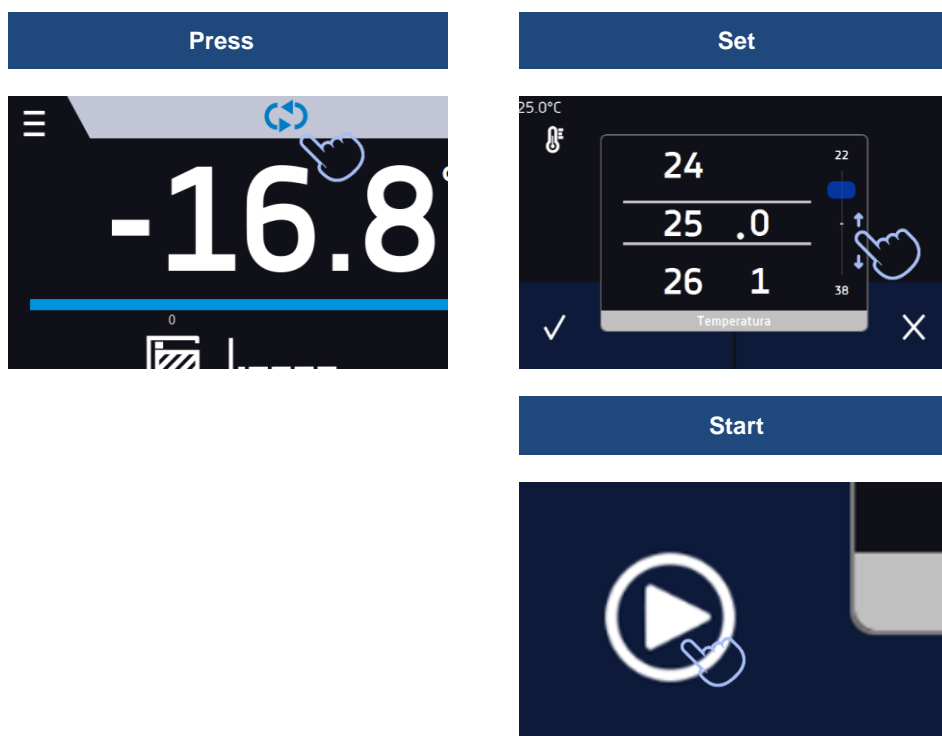 Press
Set
-16.8°
0
25.0°C
24
22
25 .0
-
26 1
38
Temperatura
Start